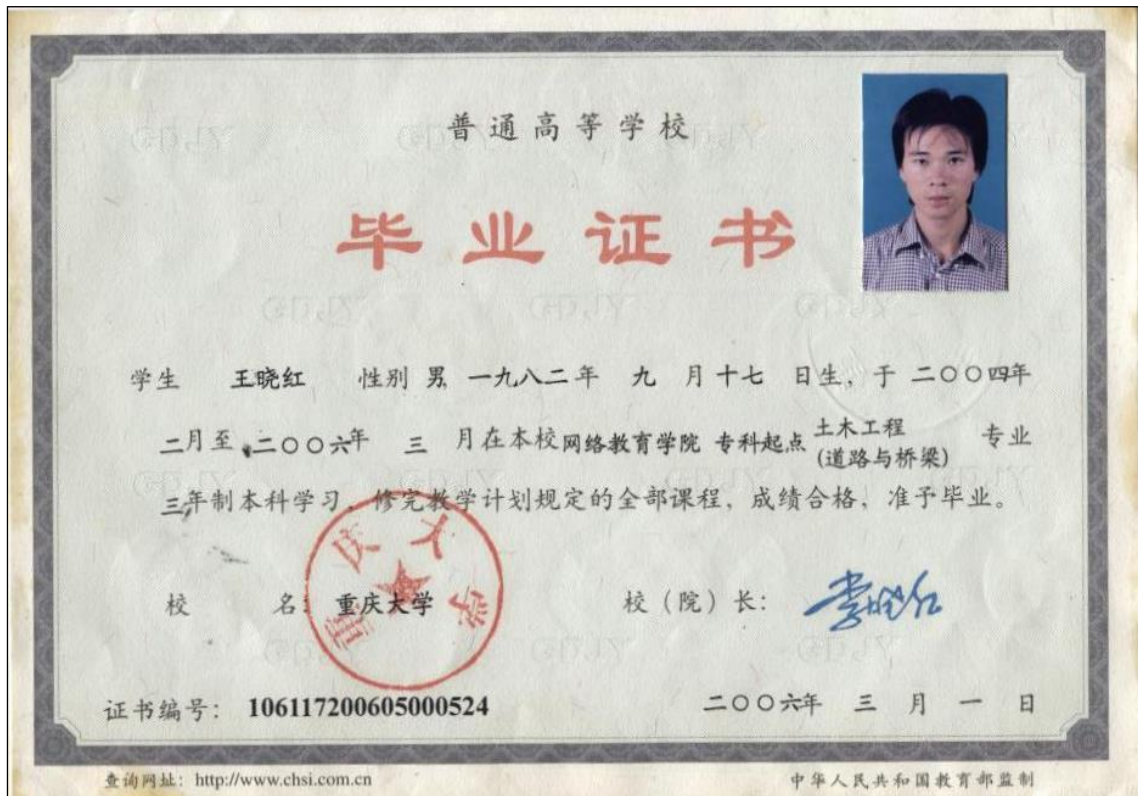 普通高等学校
毕业证书
学生 王晓红 性别 男 一九八二年 九 月十七 日生，于 二〇〇四年
二月至 二〇〇六年 三 月在本校网络教育学院 专科起点 土木工程 (道路与桥梁) 专业
三年制本科学习，修完教学计划规定的全部课程，成绩合格，准予毕业。
重庆大学
校 名：重庆大学 校（院）长：李晓红
证书编号：106117200605000524 二〇〇六年 三 月 一 日
查询网址：http://www.chsi.com.cn 中华人民共和国教育部监制